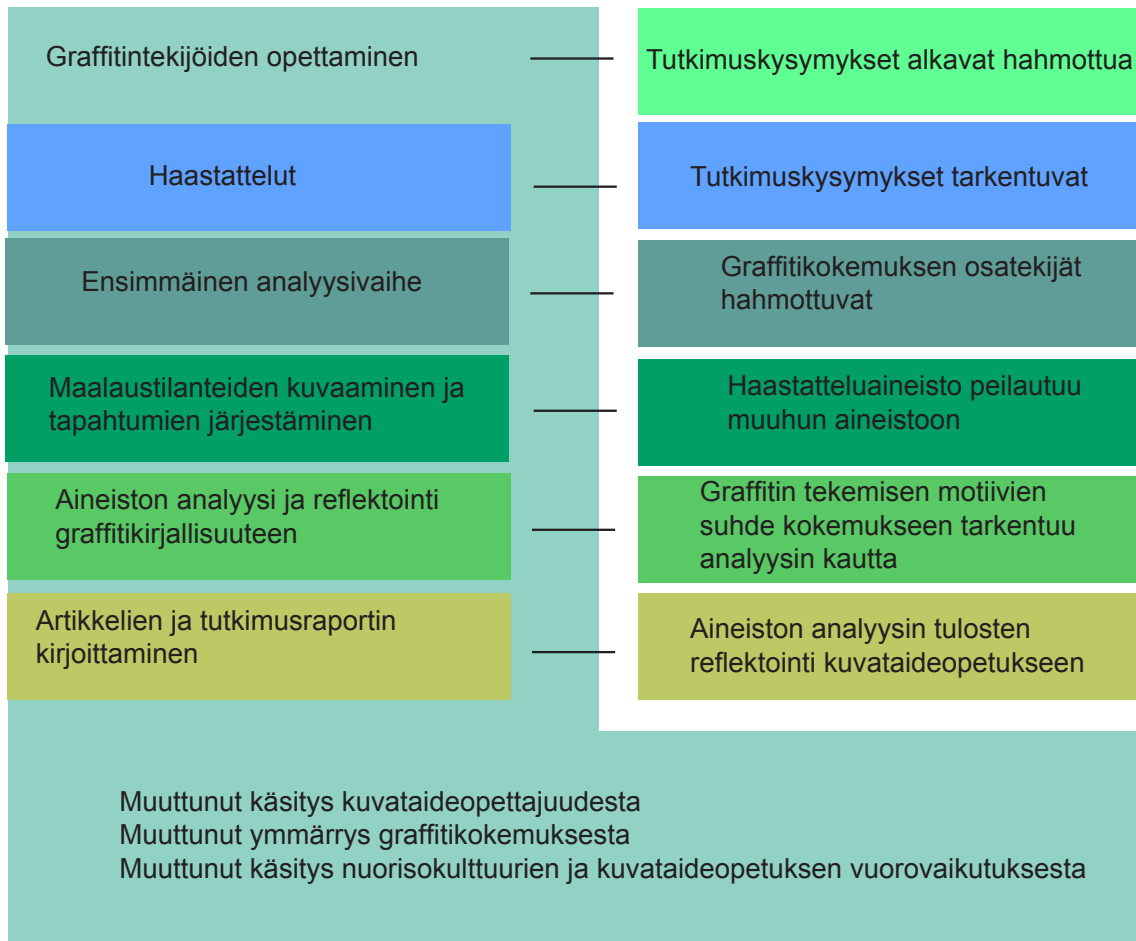 Graffitintekijöiden opettaminen
Tutkimuskysymykset alkavat hahmottua
Haastattelut
Tutkimuskysymykset tarkentuvat
Ensimmäinen analyysivaihe
Graffitikokemuksen osatekijät
hahmottuvat
Maalaustilanteiden kuvaaminen ja
tapahtumien järjestäminen
Haastatteluaineisto peilautuu
muuhun aineistoon
Aineiston analyysi ja reflektointi
graffitikirjallisuuteen
Graffitin tekemisen motiivien
suhde kokemukseen tarkentuu
analyysin kautta
Artikkelien ja tutkimusraportin
kirjoittaminen
Aineiston analyysin tulosten
reflektointi kuvataideopetukseen
Muuttunut käsitys kuvataideopettajuudesta
Muuttunut ymmärrys graffitikokemuksesta
Muuttunut käsitys nuorisokulttuurien ja kuvataideopetuksen vuorovaikutuksesta